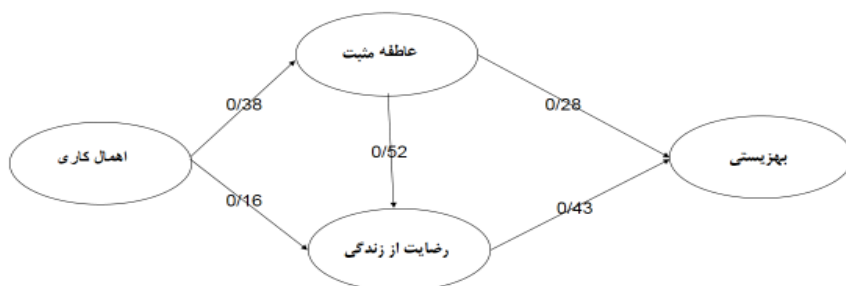 عاطفه مثبت
0/38
0/28
اهمال کاری
0/52
بهزیستی
0/16
0/43
رضایت از زندگی